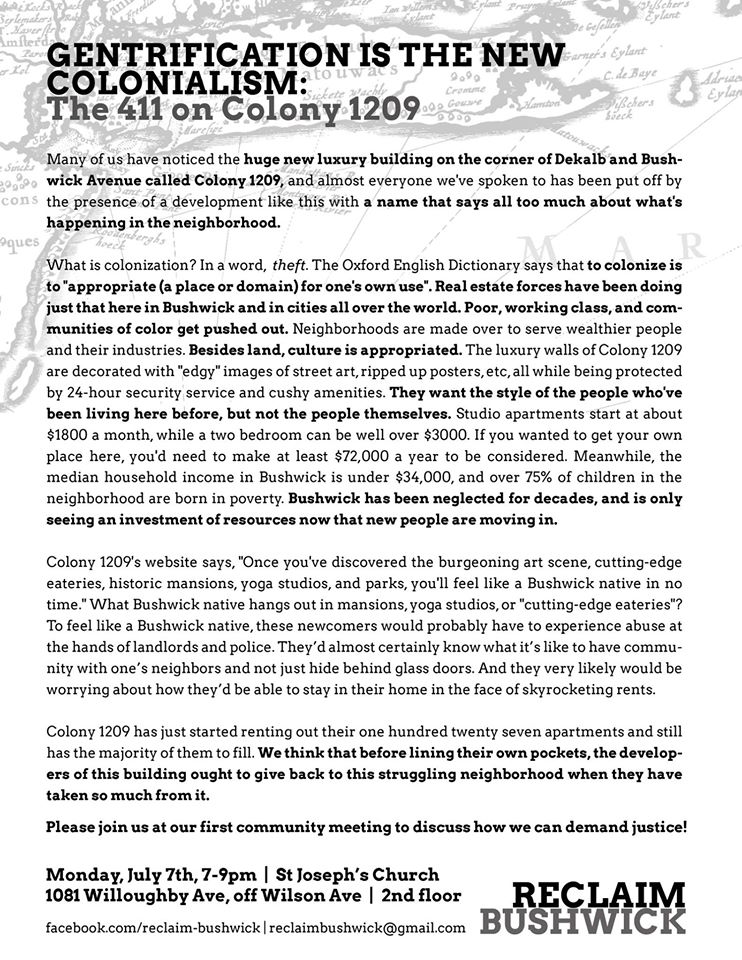 GENTRIFICATION IS THE NEW
COLONIALISM:
The 411 on Colony 1209
Many of us have noticed the huge new luxury building on the corner of Dekalb and Bush-
wick Avenue called Colony 1209, and almost everyone we've spoken to has been put off by
the presence of a development like this with a name that says all too much about what's
happening in the neighborhood.
What is colonization? In a word, theft. The Oxford English Dictionary says that to colonize is
to "appropriate (a place or domain) for one's own use". Real estate forces have been doing
just that here in Bushwick and in cities all over the world. Poor, working class, and com-
munities of color get pushed out. Neighborhoods are made over to serve wealthier people
and their industries. Besides land, culture is appropriated. The luxury walls of Colony 1209
are decorated with "edgy" images of street art, ripped up posters, etc, all while being protected
by 24-hour security service and cushy amenities. They want the style of the people who've
been living here before, but not the people themselves. Studio apartments start at about
$1800 a month, while a two bedroom can be well over $3000. If you wanted to get your own
place here, you'd need to make at least $72,000 a year to be considered. Meanwhile, the
median household income in Bushwick is under $34,000, and over 75% of children in the
neighborhood are born in poverty. Bushwick has been neglected for decades, and is only
seeing an investment of resources now that new people are moving in.
Colony 1209's website says, "Once you've discovered the burgeoning art scene, cutting-edge
eateries, historic mansions, yoga studios, and parks, you'll feel like a Bushwick native in no
time." What Bushwick native hangs out in mansions, yoga studios, or "cutting-edge eateries"?
To feel like a Bushwick native, these newcomers would probably have to experience abuse at
the hands of landlords and police. They'd almost certainly know what it's like to have commu-
nity with one's neighbors and not just hide behind glass doors. And they very likely would be
worrying about how they'd be able to stay in their home in the face of skyrocketing rents.
Colony 1209 has just started renting out their one hundred twenty seven apartments and still
has the majority of them to fill. We think that before lining their own pockets, the develop-
ers of this building ought to give back to this struggling neighborhood when they have
taken so much from it.
Please join us at our first community meeting to discuss how we can demand justice!
Monday, July 7th, 7-9pm | St Joseph's Church
1081 Willoughby Ave, off Wilson Ave | 2nd floor
facebook.com/reclaim-bushwick | reclaimbushwick@gmail.com
RECLAIM
BUSHWICK
C. de Baye
M A R